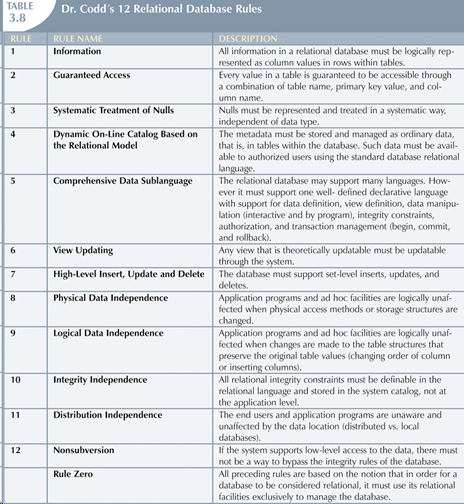 TABLE
3.8
Dr. Codd's 12 Relational Database Rules
RULE RULE NAME DESCRIPTION
1 Information All information in a relational database must be logically rep-
resented as column values in rows within tables.
2 Guaranteed Access Every value in a table is guaranteed to be accessible through
a combination of table name, primary key value, and col-
umn name.
3 Systematic Treatment of Nulls Nulls must be represented and treated in a systematic way,
independent of data type.
4 Dynamic On-Line Catalog Based on The metadata must be stored and managed as ordinary data,
the Relational Model that is, in tables within the database. Such data must be avail-
able to authorized users using the standard database relational
language.
5 Comprehensive Data Sublanguage The relational database may support many languages. How-
ever it must support one well- defined declarative language
with support for data definition, view definition, data manipu-
lation (interactive and by program), integrity constraints,
authorization, and transaction management (begin, commit,
and rollback).
6 View Updating Any view that is theoretically updatable must be updatable
through the system.
7 High-Level Insert, Update and Delete The database must support set-level inserts, updates, and
deletes.
8 Physical Data Independence Application programs and ad hoc facilities are logically unaf-
fected when physical access methods or storage structures are
changed.
9 Logical Data Independence Application programs and ad hoc facilities are logically unaf-
fected when changes are made to the table structures that
preserve the original table values (changing order of column
or inserting columns).
10 Integrity Independence All relational integrity constraints must be definable in the
relational language and stored in the system catalog, not at
the application level.
11 Distribution Independence The end users and application programs are unaware and
unaffected by the data location (distributed vs. local
databases).
12 Nonsubversion If the system supports low-level access to the data, there must
not be a way to bypass the integrity rules of the database.
Rule Zero All preceding rules are based on the notion that in order for a
database to be considered relational, it must use its relational
facilities exclusively to manage the database.